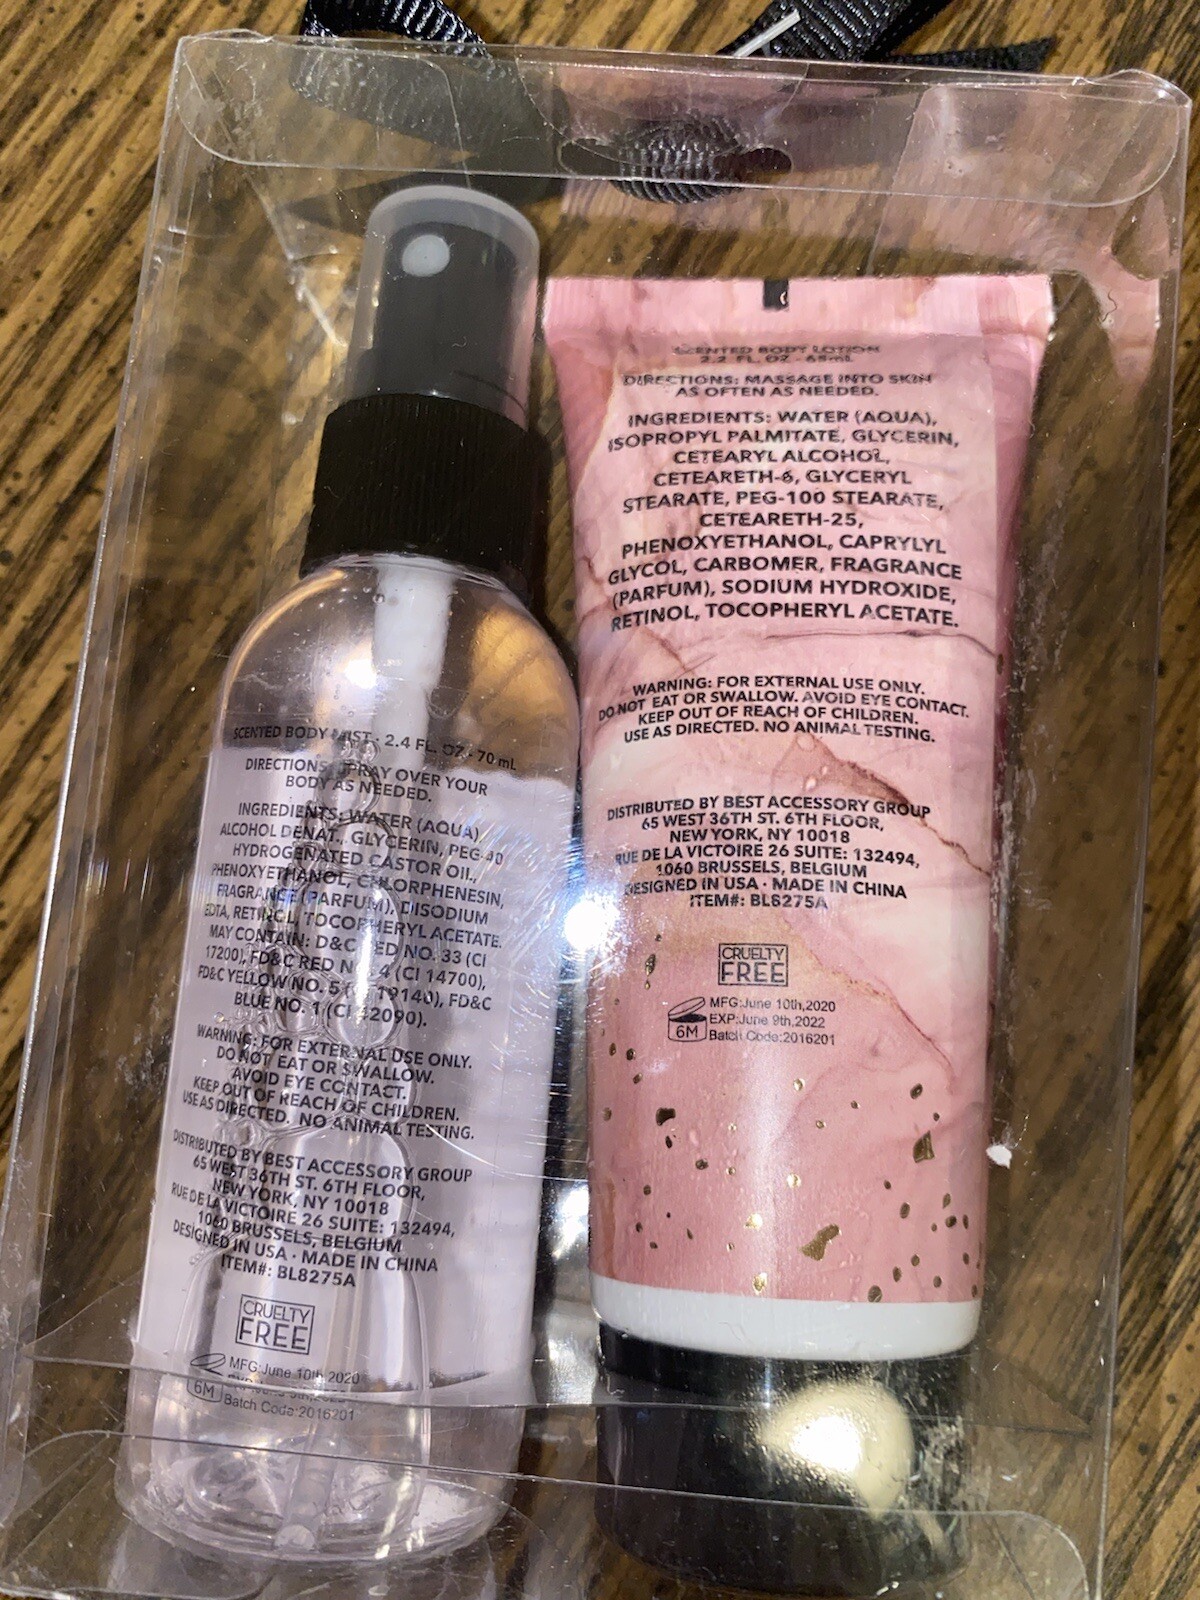 SCENTED BODY MIST · 2.4 FL. OZ · 70 mL
DIRECTIONS: SPRAY OVER YOUR
BODY AS NEEDED.
INGREDIENTS: WATER (AQUA),
ALCOHOL DENAT., GLYCERIN, PEG-40
HYDROGENATED CASTOR OIL,
PHENOXYETHANOL, CHLORPHENESIN,
FRAGRANCE (PARFUM), DISODIUM
EDTA, RETINOL, TOCOPHERYL ACETATE.
MAY CONTAIN: D&C RED NO. 33 (CI
17200), FD&C RED NO. 4 (CI 14700),
FD&C YELLOW NO. 5 (CI 19140), FD&C
BLUE NO. 1 (CI 42090).
WARNING: FOR EXTERNAL USE ONLY.
DO NOT EAT OR SWALLOW.
AVOID EYE CONTACT.
KEEP OUT OF REACH OF CHILDREN.
USE AS DIRECTED. NO ANIMAL TESTING.
DISTRIBUTED BY BEST ACCESSORY GROUP
65 WEST 36TH ST. 6TH FLOOR,
NEW YORK, NY 10018
RUE DE LA VICTOIRE 26 SUITE: 132494,
1060 BRUSSELS, BELGIUM
DESIGNED IN USA · MADE IN CHINA
ITEM#: BL8275A
CRUELTY
FREE
MFG:June 10th,2020
6M
Batch Code:2016201
SCENTED BODY LOTION
2.2 FL. OZ · 65mL
DIRECTIONS: MASSAGE INTO SKIN
AS OFTEN AS NEEDED.
INGREDIENTS: WATER (AQUA),
ISOPROPYL PALMITATE, GLYCERIN,
CETEARYL ALCOHOL,
CETEARETH-6, GLYCERYL
STEARATE, PEG-100 STEARATE,
CETEARETH-25,
PHENOXYETHANOL, CAPRYLYL
GLYCOL, CARBOMER, FRAGRANCE
(PARFUM), SODIUM HYDROXIDE,
RETINOL, TOCOPHERYL ACETATE.
WARNING: FOR EXTERNAL USE ONLY.
DO NOT EAT OR SWALLOW. AVOID EYE CONTACT.
KEEP OUT OF REACH OF CHILDREN.
USE AS DIRECTED. NO ANIMAL TESTING.
DISTRIBUTED BY BEST ACCESSORY GROUP
65 WEST 36TH ST. 6TH FLOOR,
NEW YORK, NY 10018
RUE DE LA VICTOIRE 26 SUITE: 132494,
1060 BRUSSELS, BELGIUM
DESIGNED IN USA · MADE IN CHINA
ITEM#: BL8275A
CRUELTY
FREE
MFG:June 10th,2020
EXP:June 9th,2022
6M
Batch Code:2016201